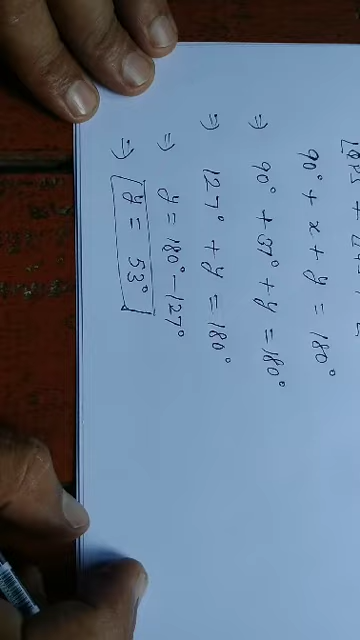 90° + x + y = 180°
⇒ 90° + 37° + y = 180°
⇒ 127° + y = 180°
⇒ y = 180° - 127°
⇒ y = 53°